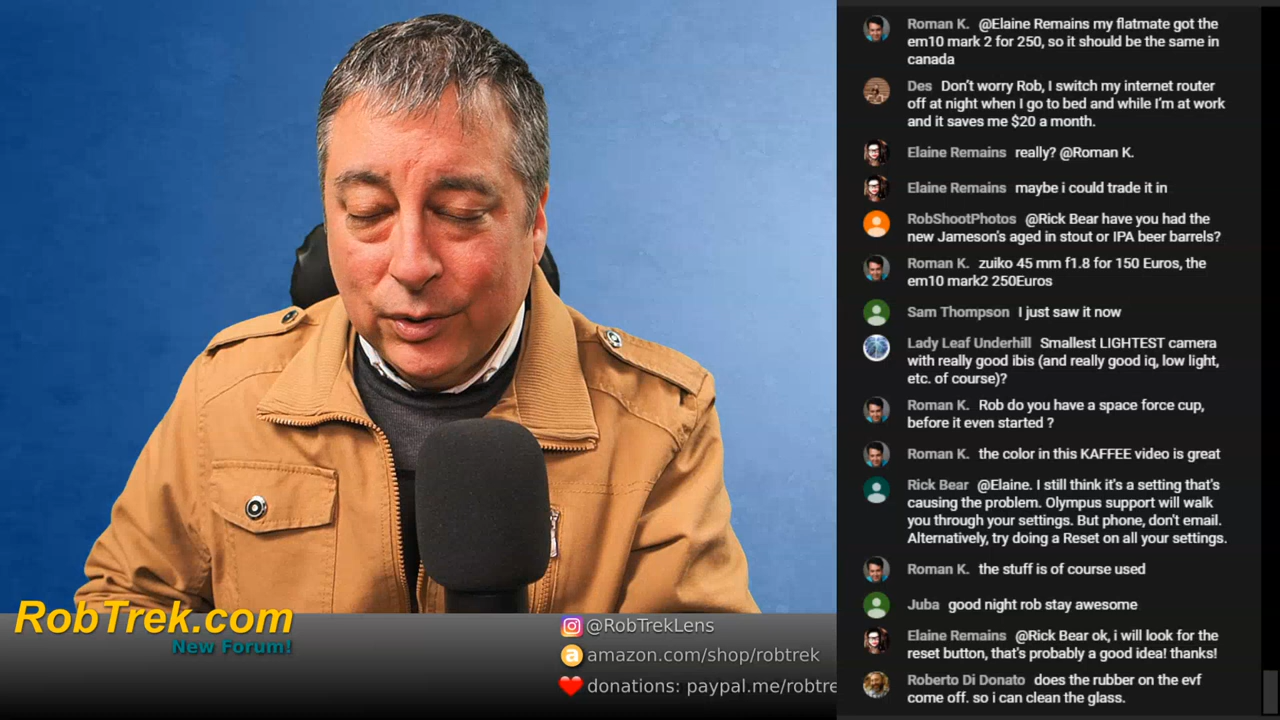 RobTrek.com
New Forum!
@RobTrekLens
amazon.com/shop/robtrek
donations: paypal.me/robtre
Roman K. @Elaine Remains my flatmate got the
em10 mark 2 for 250, so it should be the same in
canada
Des Don't worry Rob, I switch my internet router
off at night when I go to bed and while I'm at work
and it saves me $20 a month.
Elaine Remains really? @Roman K.
Elaine Remains maybe i could trade it in
RobShootPhotos @Rick Bear have you had the
new Jameson's aged in stout or IPA beer barrels?
Roman K. zuiko 45 mm f1.8 for 150 Euros, the
em10 mark2 250Euros
Sam Thompson I just saw it now
Lady Leaf Underhill Smallest LIGHTEST camera
with really good ibis (and really good iq, low light,
etc. of course)?
Roman K. Rob do you have a space force cup,
before it even started ?
Roman K. the color in this KAFFEE video is great
Rick Bear @Elaine. I still think it's a setting that's
causing the problem. Olympus support will walk
you through your settings. But phone, don't email.
Alternatively, try doing a Reset on all your settings.
Roman K. the stuff is of course used
Juba good night rob stay awesome
Elaine Remains @Rick Bear ok, i will look for the
reset button, that's probably a good idea! thanks!
Roberto Di Donato does the rubber on the evf
come off. so i can clean the glass.